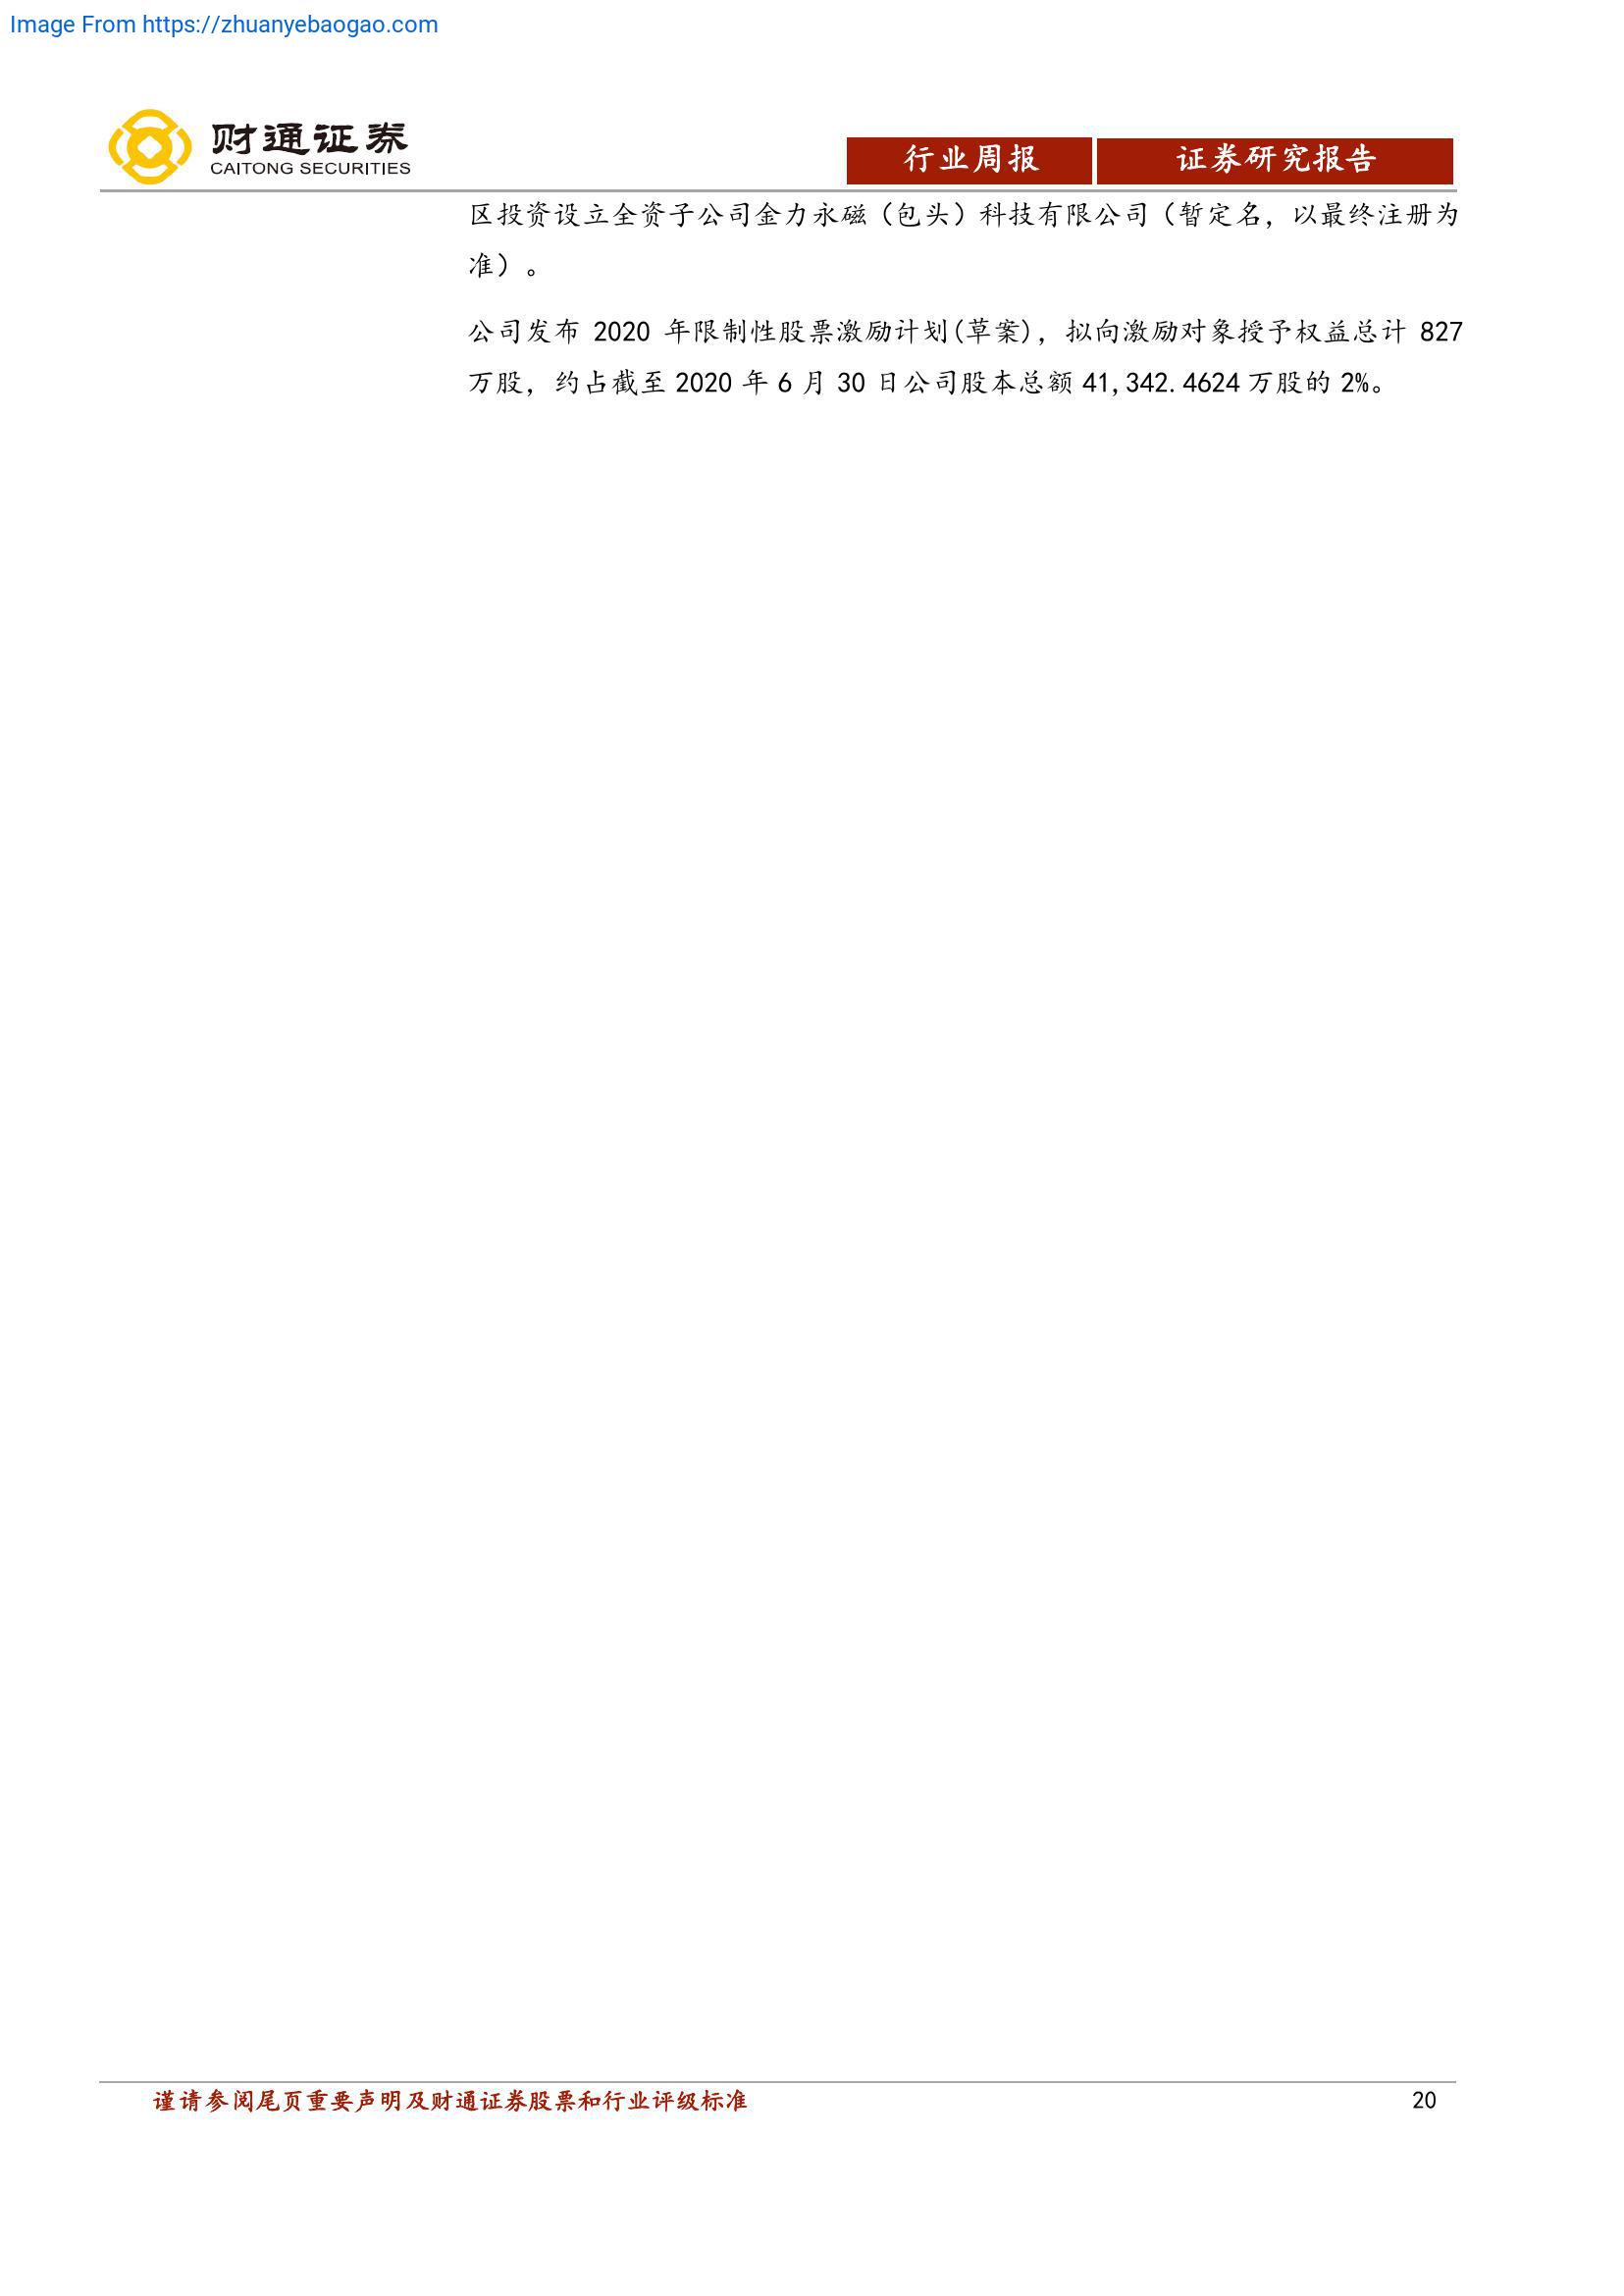 Image From https://zhuanyebaogao.com
财通证券
CAITONG SECURITIES
行业周报
证券研究报告
区投资设立全资子公司金力永磁（包头）科技有限公司（暂定名，以最终注册为
准）。
公司发布 2020 年限制性股票激励计划(草案)，拟向激励对象授予权益总计 827
万股，约占截至 2020 年 6 月 30 日公司股本总额 41,342.4624 万股的 2%。
谨请参阅尾页重要声明及财通证券股票和行业评级标准
20